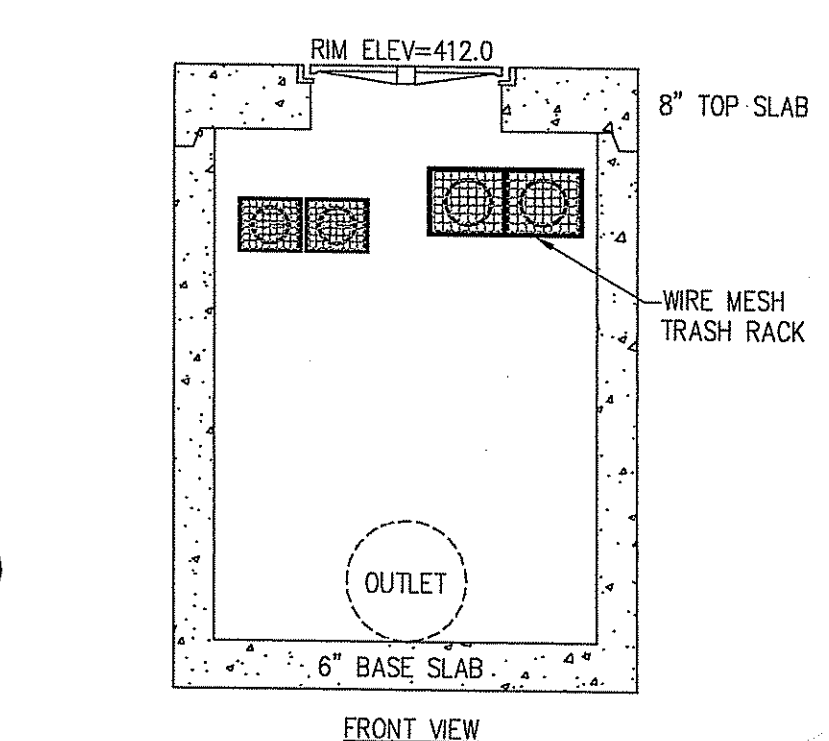 RIM ELEV=412.0
8" TOP SLAB
WIRE MESH
TRASH RACK
OUTLET
6" BASE SLAB
FRONT VIEW